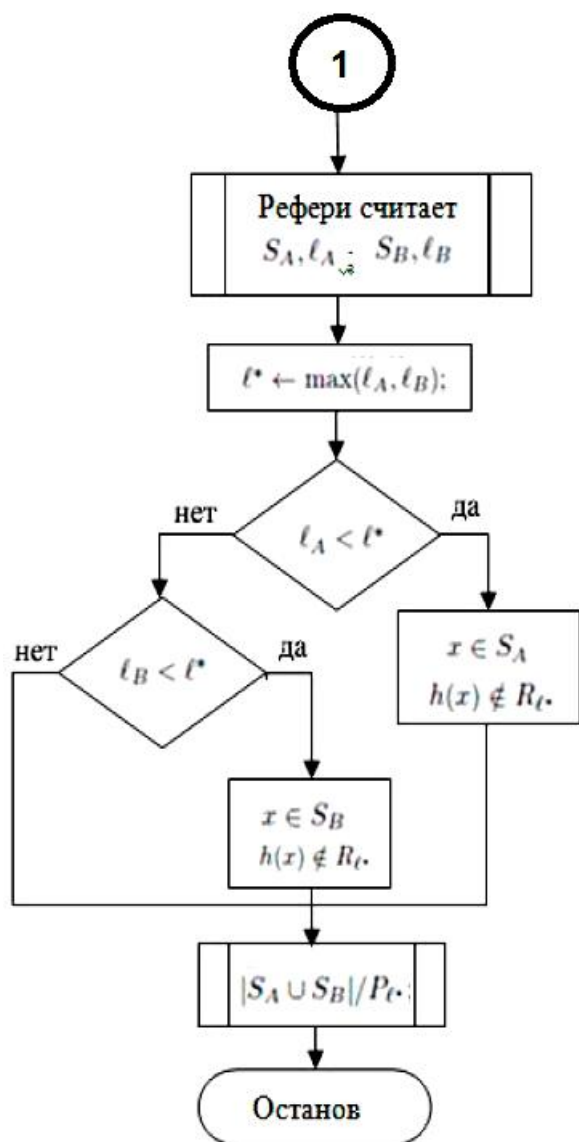 1
Рефери считает
S_A, ℓ_A ; S_B, ℓ_B
ℓ* ← max(ℓ_A, ℓ_B);
нет
да
ℓ_A < ℓ*
нет
да
ℓ_B < ℓ*
x ∈ S_A
h(x) ∉ R_ℓ*
x ∈ S_B
h(x) ∉ R_ℓ*
|S_A ∪ S_B|/P_ℓ*;
Останов